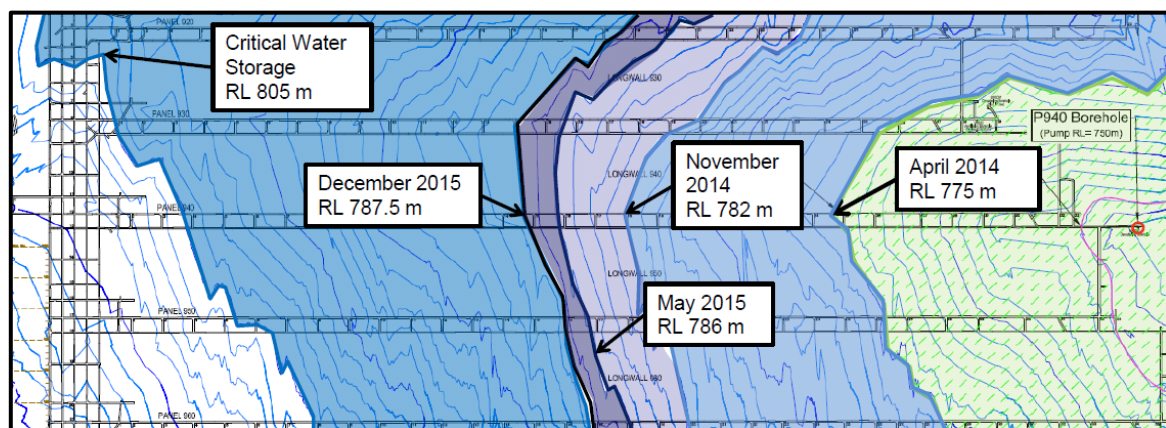 PANEL 920
Critical Water
Storage
RL 805 m
LONGWALL 930
PANEL 930
P940 Borehole
(Pump RL= 750m)
December 2015
RL 787.5 m
LONGWALL 940
November
2014
RL 782 m
April 2014
RL 775 m
PANEL 940
LONGWALL 950
May 2015
RL 786 m
PANEL 950
LONGWALL 960
PANEL 960